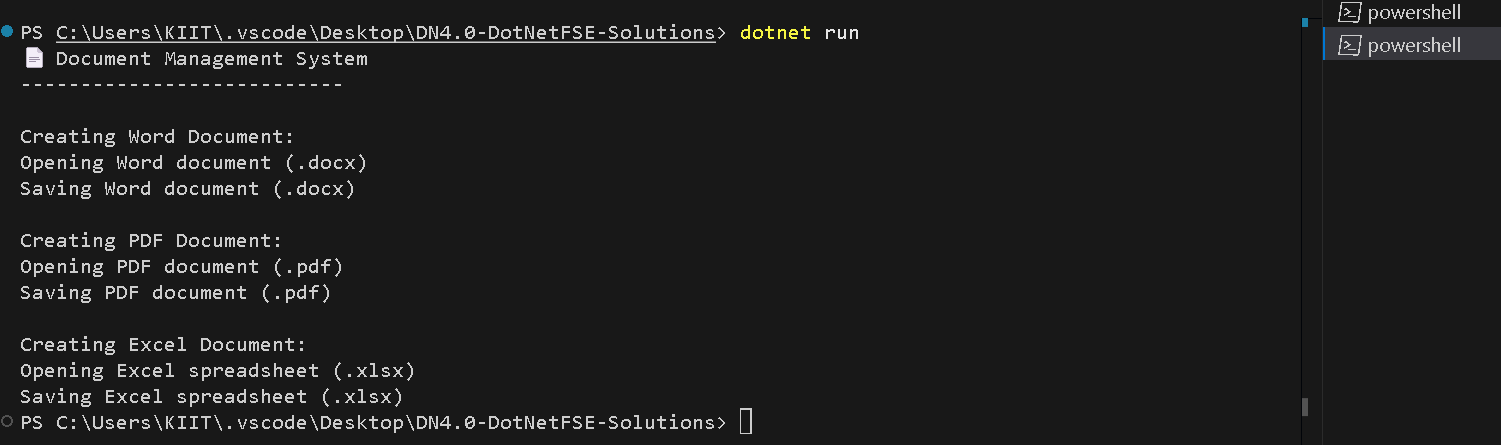 PS C:\Users\KIIT\.vscode\Desktop\DN4.0-DotNetFSE-Solutions> dotnet run
📄 Document Management System
---------------------------
Creating Word Document:
Opening Word document (.docx)
Saving Word document (.docx)
Creating PDF Document:
Opening PDF document (.pdf)
Saving PDF document (.pdf)
Creating Excel Document:
Opening Excel spreadsheet (.xlsx)
Saving Excel spreadsheet (.xlsx)
PS C:\Users\KIIT\.vscode\Desktop\DN4.0-DotNetFSE-Solutions>
powershell
powershell